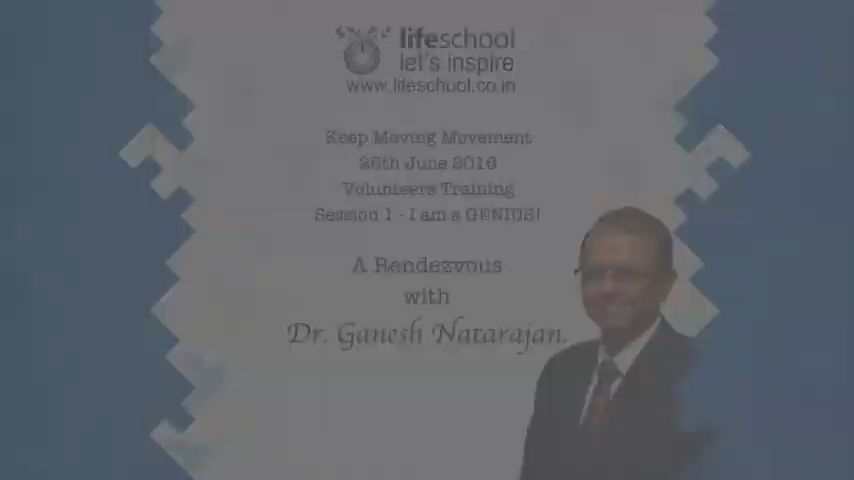 lifeschool
let's inspire
www.lifeschool.co.in
Keep Moving Movement
26th June 2016
Volunteers Training
Session 1 - I am a GENIUS!
A Rendezvous
with
Dr. Ganesh Natarajan.